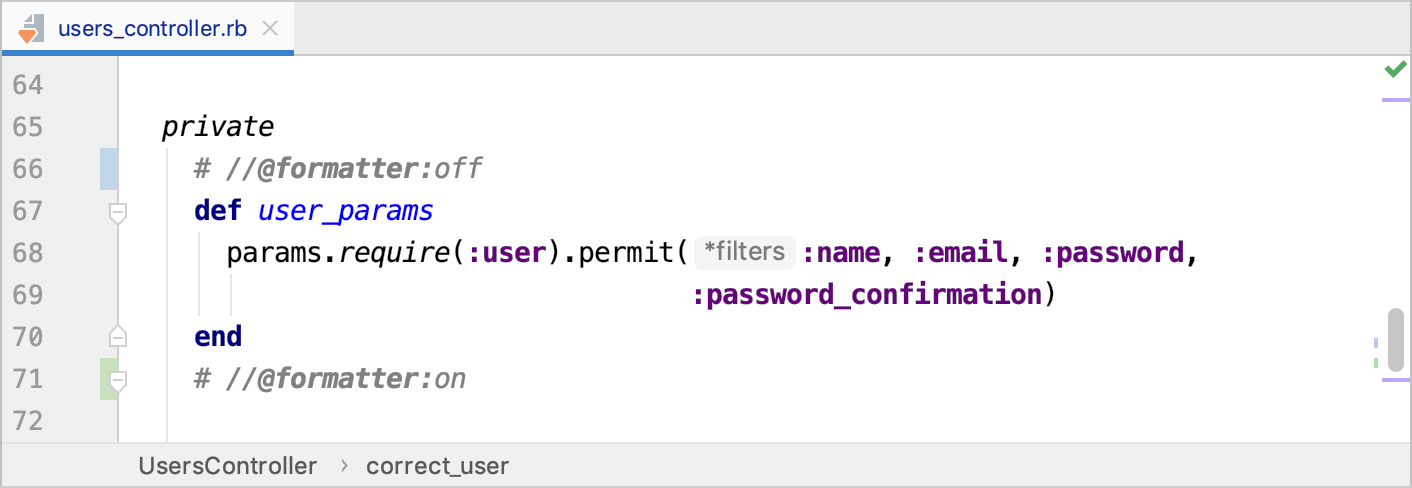 users_controller.rb
64
65 private
66 # //@formatter:off
67 def user_params
68 params.require(:user).permit( *filters :name, :email, :password,
69 :password_confirmation)
70 end
71 # //@formatter:on
72
UsersController › correct_user